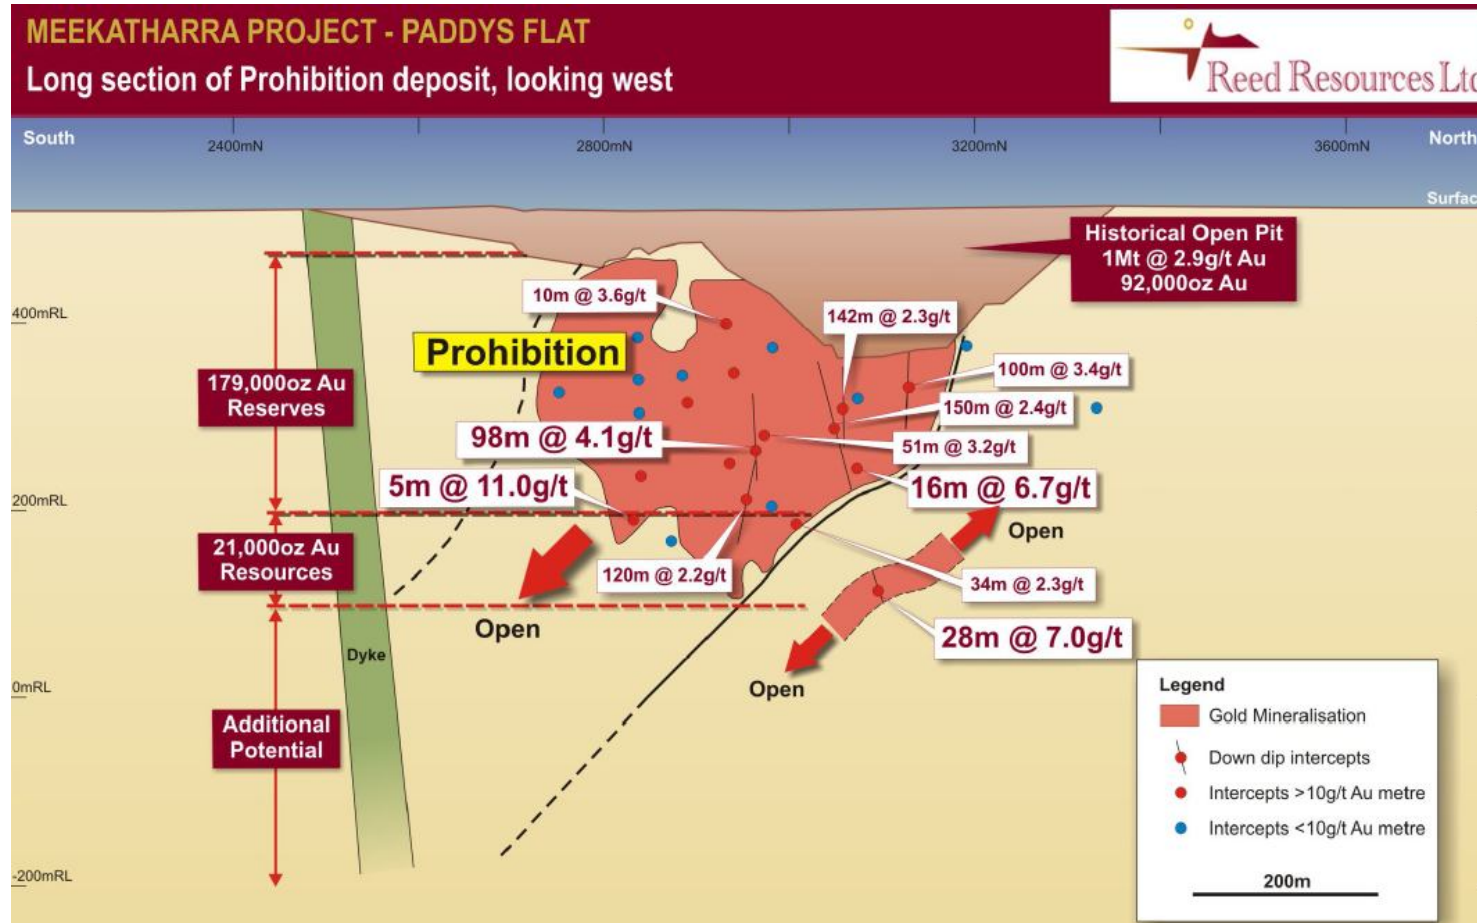 MEEKATHARRA PROJECT - PADDYS FLAT
Long section of Prohibition deposit, looking west
Reed Resources Ltd
South
2400mN
2800mN
3200mN
3600mN
North
Surfac
Historical Open Pit
1Mt @ 2.9g/t Au
92,000oz Au
10m @ 3.6g/t
142m @ 2.3g/t
400mRL
Prohibition
100m @ 3.4g/t
179,000oz Au
Reserves
150m @ 2.4g/t
98m @ 4.1g/t
51m @ 3.2g/t
5m @ 11.0g/t
16m @ 6.7g/t
200mRL
Open
21,000oz Au
Resources
120m @ 2.2g/t
34m @ 2.3g/t
Open
28m @ 7.0g/t
Dyke
0mRL
Open
Additional
Potential
-200mRL
Legend
Gold Mineralisation
Down dip intercepts
Intercepts >10g/t Au metre
Intercepts <10g/t Au metre
200m